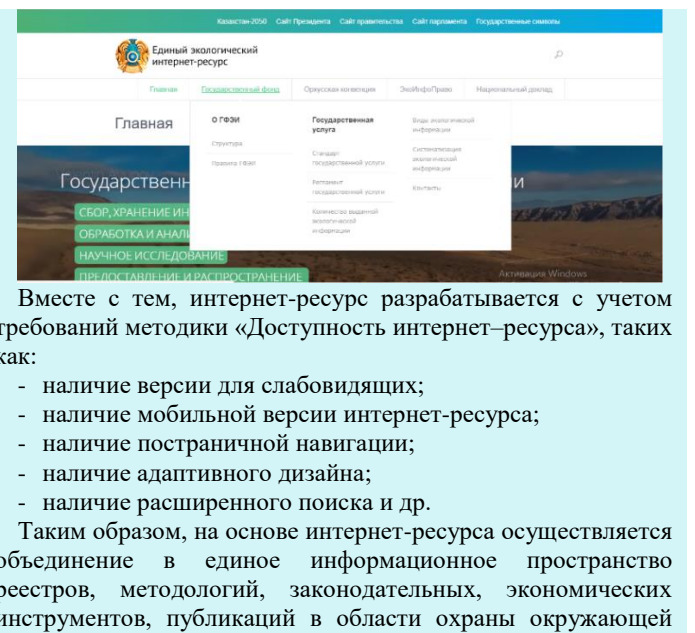 Казахстан-2050 Сайт Президента Сайт правительства Сайт парламента Государственные символы
Единый экологический
интернет-ресурс
Главная Государственный фонд Орхусская конвенция ЭкоИнфоПраво Национальный доклад
Главная
О ГФЭИ
Структура
Правила ГФЭИ
Государственная
услуга
Стандарт
государственной услуги
Регламент
государственной услуги
Количество выданной
экологической
информации
Виды экологической
информации
Систематизация
экологической
информации
Контакты
Государственн
И
СБОР, ХРАНЕНИЕ ИН
ОБРАБОТКА И АНАЛИ
НАУЧНОЕ ИССЛЕДОВАНИЕ
ПРЕДОСТАВЛЕНИЕ И РАСПРОСТРАНЕНИЕ
Активация Windows
Вместе с тем, интернет-ресурс разрабатывается с учетом
требований методики «Доступность интернет–ресурса», таких
как:
- наличие версии для слабовидящих;
- наличие мобильной версии интернет-ресурса;
- наличие постраничной навигации;
- наличие адаптивного дизайна;
- наличие расширенного поиска и др.
Таким образом, на основе интернет-ресурса осуществляется
объединение в единое информационное пространство
реестров, методологий, законодательных, экономических
инструментов, публикаций в области охраны окружающей